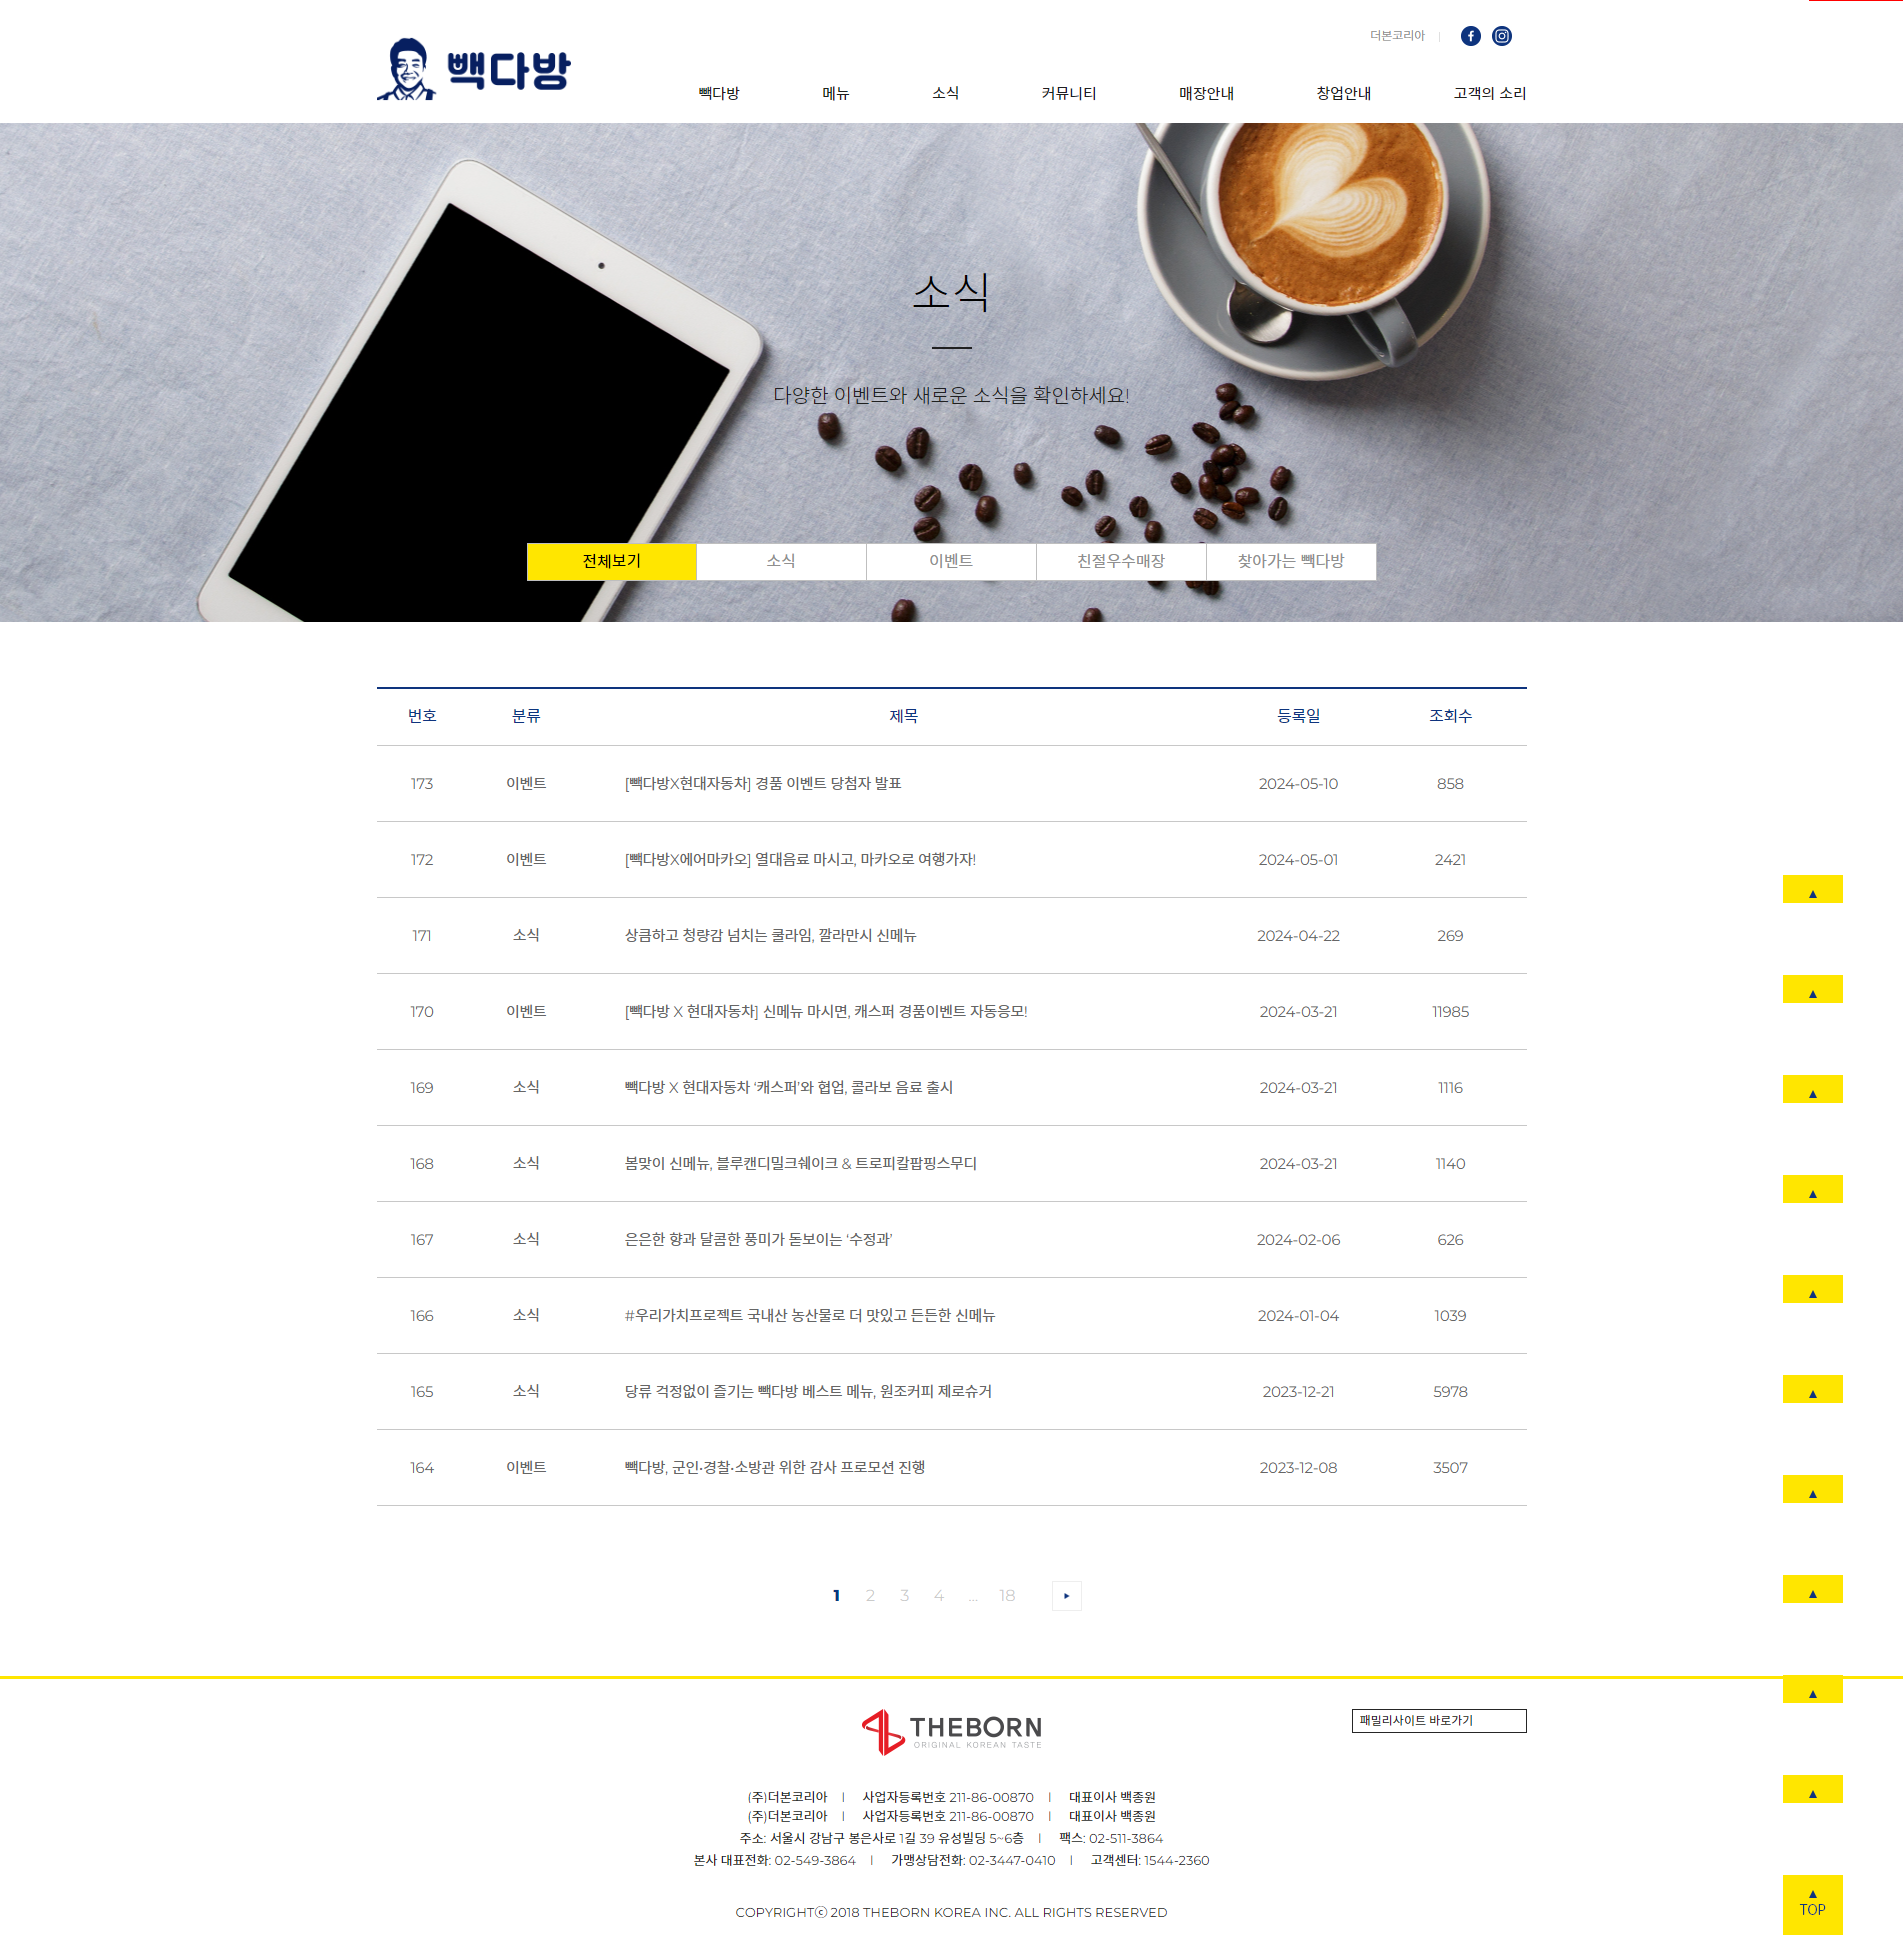 더본코리아
빽다방
빽다방 메뉴 소식 커뮤니티 매장안내 창업안내 고객의 소리
소식
다양한 이벤트와 새로운 소식을 확인하세요!
전체보기 소식 이벤트 친절우수매장 찾아가는 빽다방
번호 분류 제목 등록일 조회수
173 이벤트 [빽다방X현대자동차] 경품 이벤트 당첨자 발표 2024-05-10 858
172 이벤트 [빽다방X에어마카오] 열대음료 마시고, 마카오로 여행가자! 2024-05-01 2421
171 소식 상큼하고 청량감 넘치는 쿨라임, 깔라만시 신메뉴 2024-04-22 269
170 이벤트 [빽다방 X 현대자동차] 신메뉴 마시면, 캐스퍼 경품이벤트 자동응모! 2024-03-21 11985
169 소식 빽다방 X 현대자동차 ‘캐스퍼’와 협업, 콜라보 음료 출시 2024-03-21 1116
168 소식 봄맞이 신메뉴, 블루캔디밀크쉐이크 & 트로피칼팝핑스무디 2024-03-21 1140
167 소식 은은한 향과 달콤한 풍미가 돋보이는 ‘수정과’ 2024-02-06 626
166 소식 #우리가치프로젝트 국내산 농산물로 더 맛있고 든든한 신메뉴 2024-01-04 1039
165 소식 당류 걱정없이 즐기는 빽다방 베스트 메뉴, 원조커피 제로슈거 2023-12-21 5978
164 이벤트 빽다방, 군인·경찰·소방관 위한 감사 프로모션 진행 2023-12-08 3507
1 2 3 4 ... 18 ▸
THEBORN
ORIGINAL KOREAN TASTE
패밀리사이트 바로가기
(주)더본코리아 | 사업자등록번호 211-86-00870 | 대표이사 백종원
(주)더본코리아 | 사업자등록번호 211-86-00870 | 대표이사 백종원
주소: 서울시 강남구 봉은사로 1길 39 유성빌딩 5~6층 | 팩스: 02-511-3864
본사 대표전화: 02-549-3864 | 가맹상담전화: 02-3447-0410 | 고객센터: 1544-2360
COPYRIGHTⓒ 2018 THEBORN KOREA INC. ALL RIGHTS RESERVED
▲
TOP